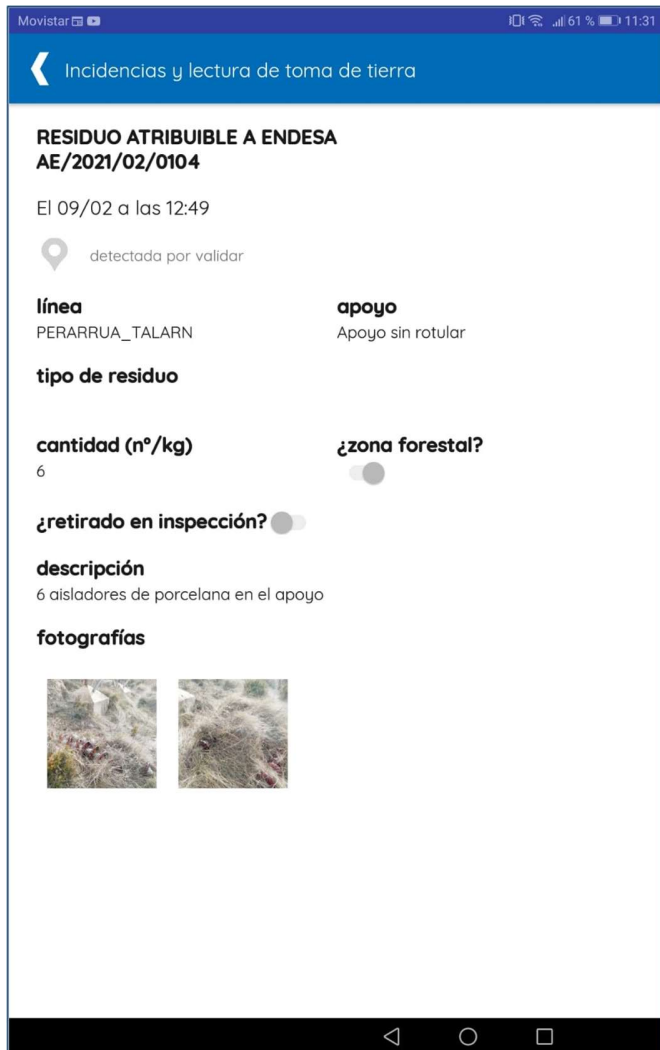 Movistar 61 % 11:31
Incidencias y lectura de toma de tierra
RESIDUO ATRIBUIBLE A ENDESA
AE/2021/02/0104
El 09/02 a las 12:49
detectada por validar
línea apoyo
PERARRUA_TALARN Apoyo sin rotular
tipo de residuo
cantidad (nº/kg) ¿zona forestal?
6
¿retirado en inspección?
descripción
6 aisladores de porcelana en el apoyo
fotografías